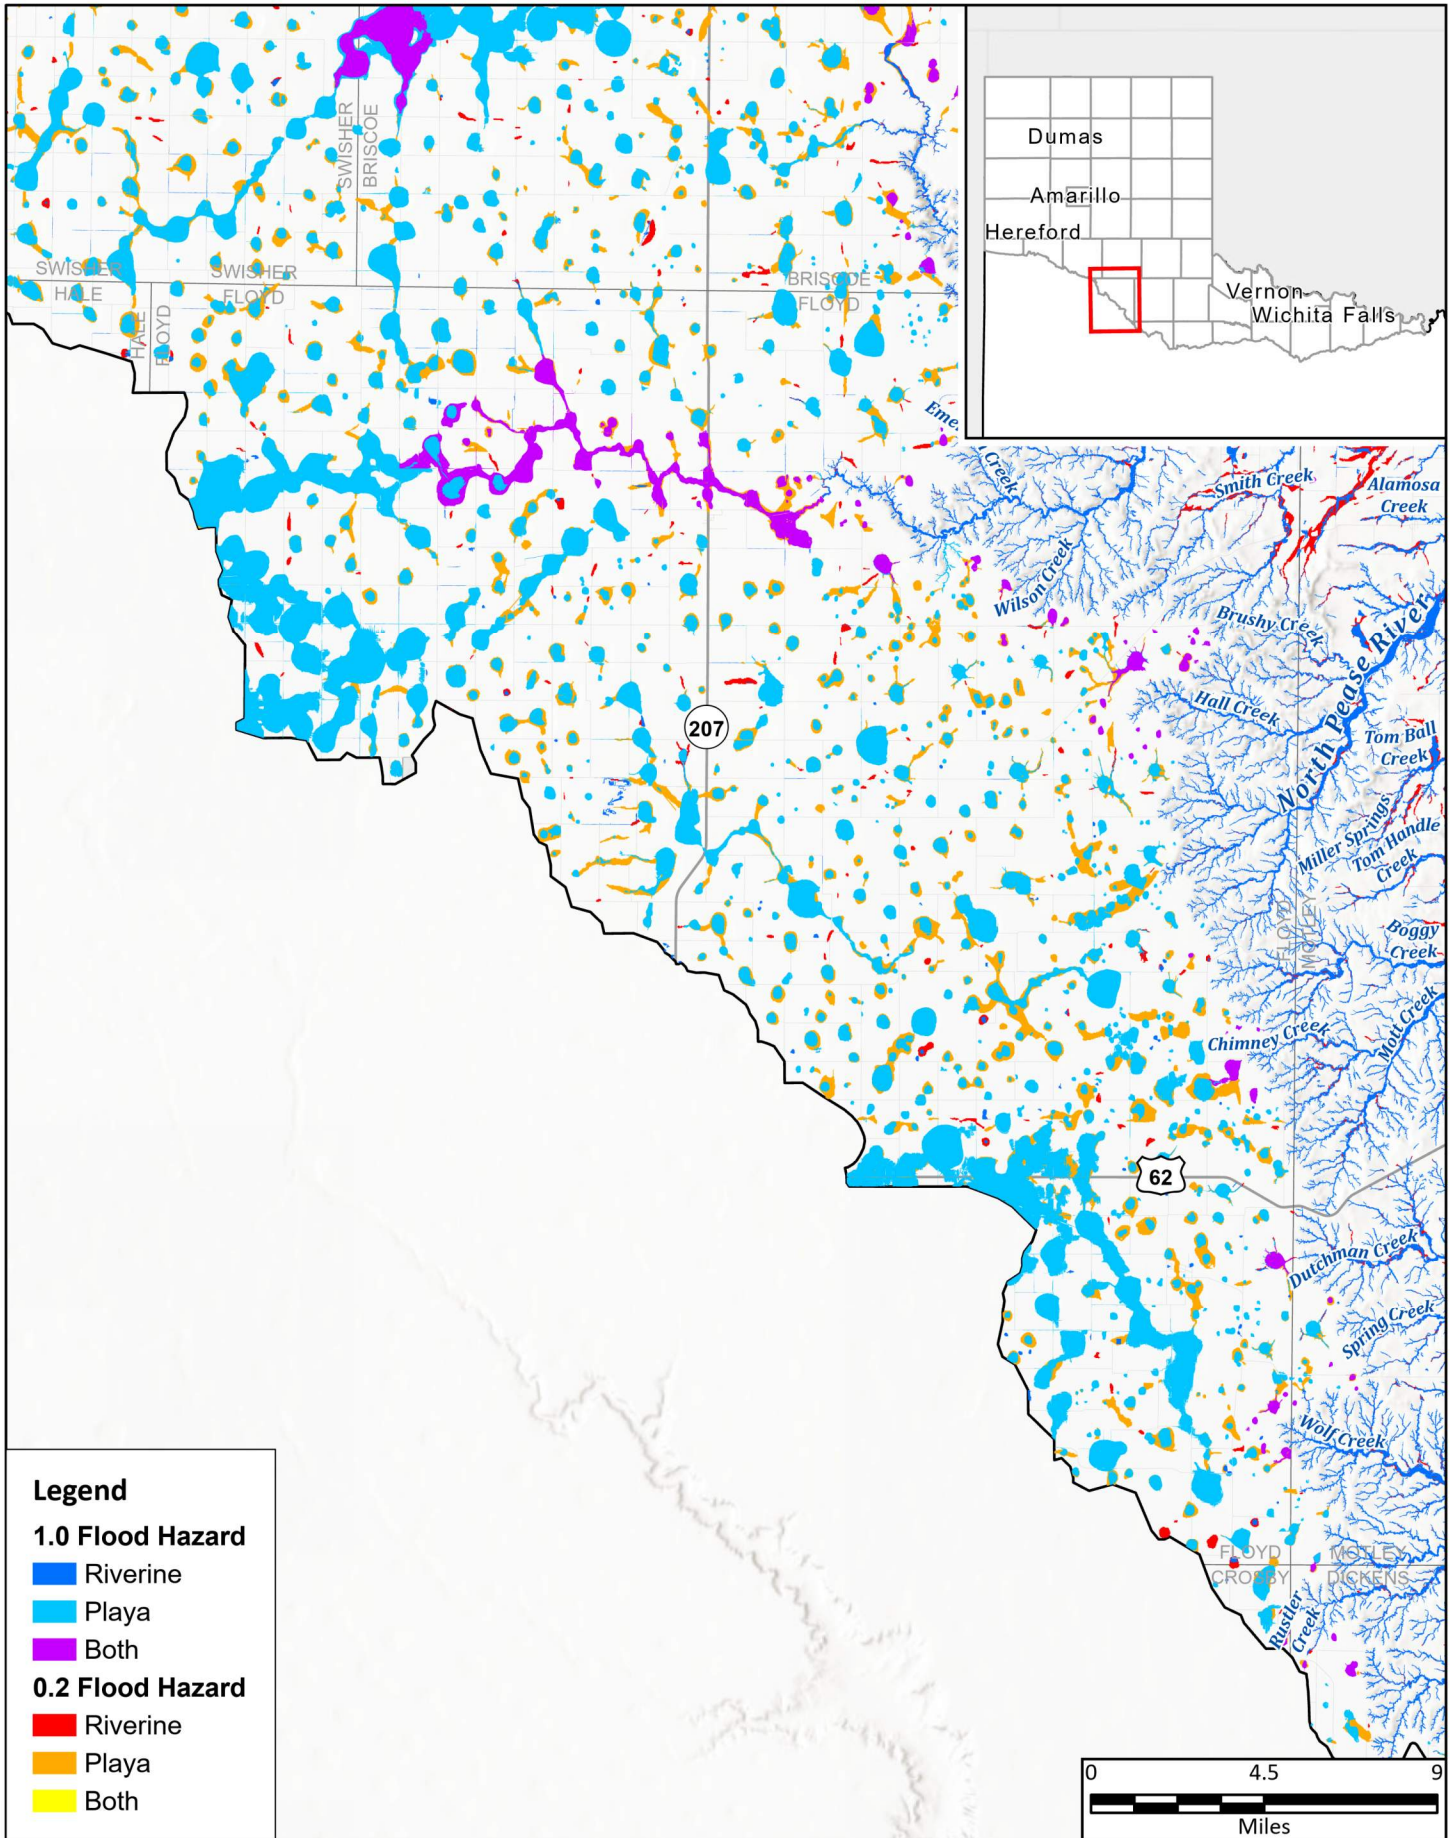 Dumas
Amarillo
Hereford
Vernon
Wichita Falls
SWISHER
BRISCOE
SWISHER
HALE
SWISHER
FLOYD
BRISCOE
FLOYD
HALE
FLOYD
Creek
Smith Creek
Alamosa
Creek
Wilson Creek
Brushy Creek
North Pease River
Hall Creek
Tom Ball
Creek
207
Miller Springs
Tom Handle
Creek
FLOYD
MOTLEY
Boggy
Creek
Mott Creek
Chimney Creek
62
Dutchman Creek
Spring Creek
Wolf Creek
FLOYD
CROSBY
MOTLEY
DICKENS
Rustler
Creek
Legend
1.0 Flood Hazard
Riverine
Playa
Both
0.2 Flood Hazard
Riverine
Playa
Both
0 4.5 9
Miles